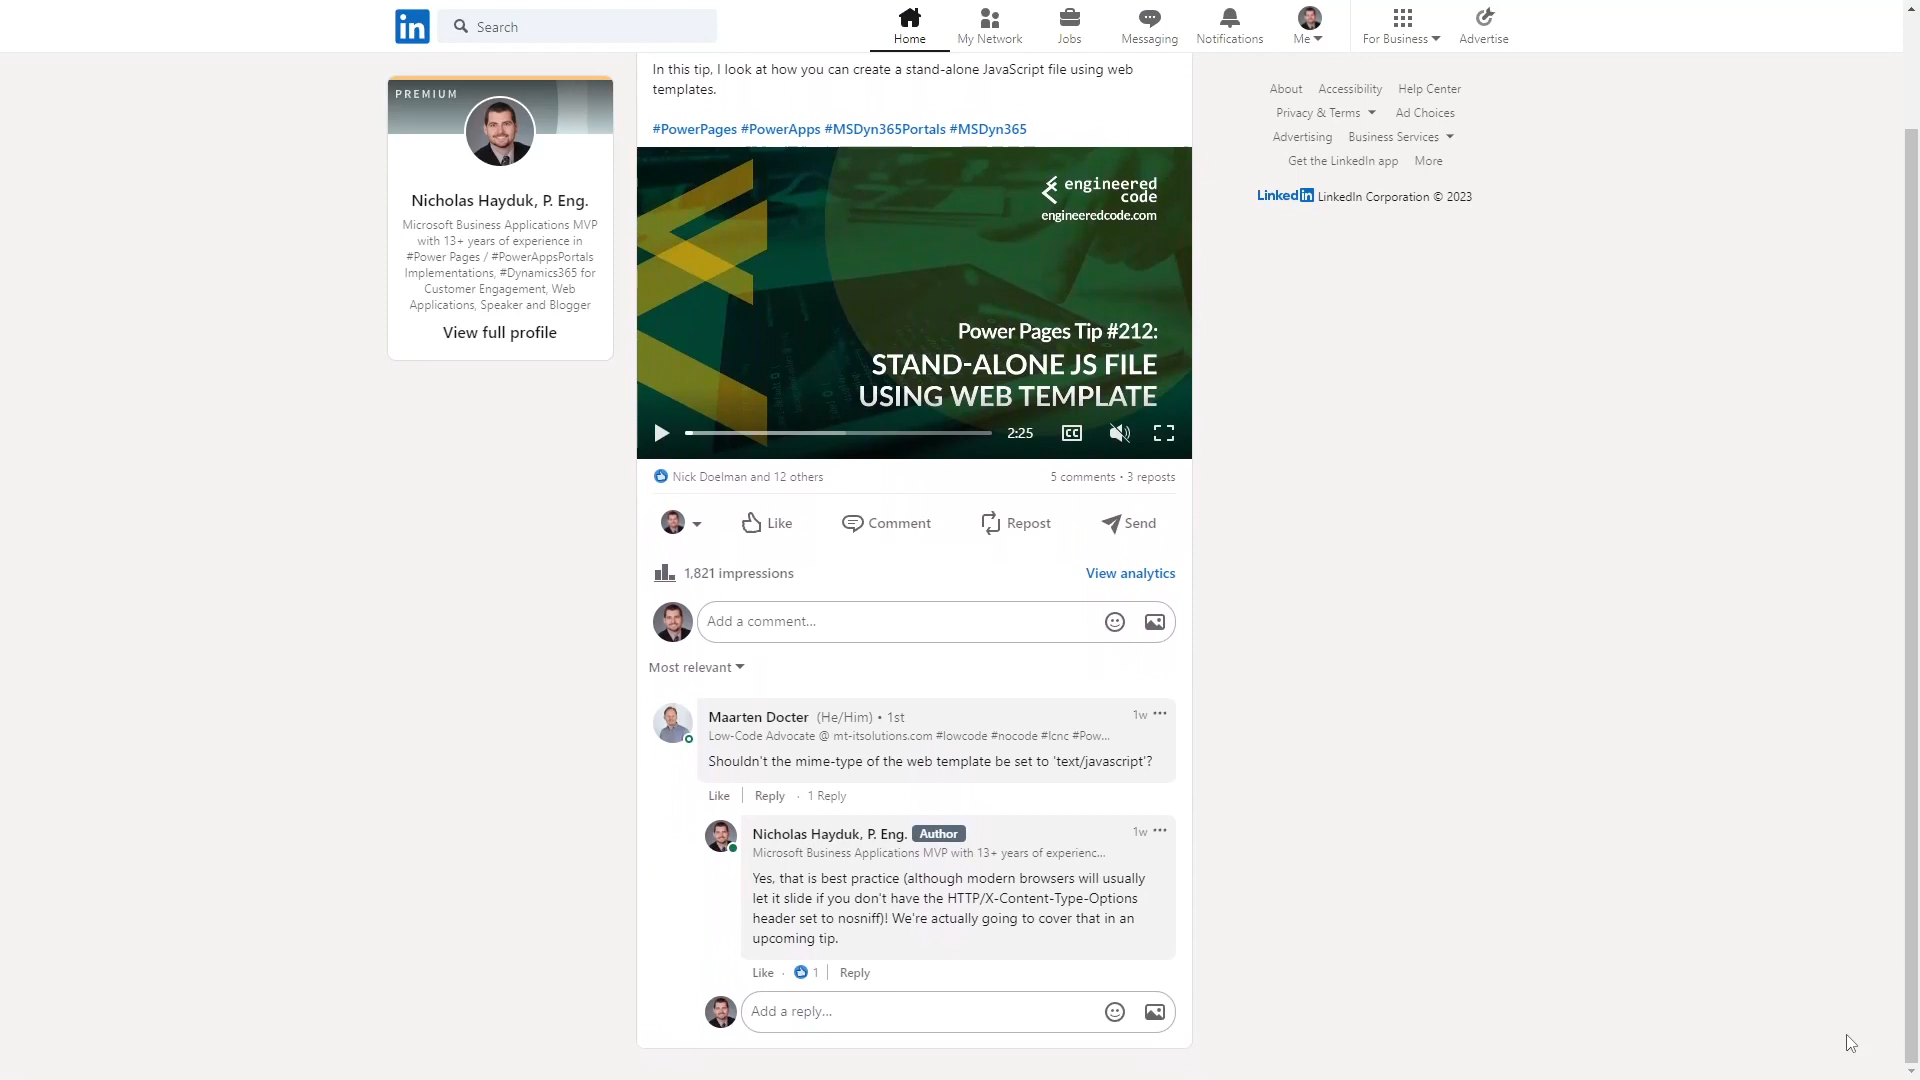 in
Search
Home
My Network
Jobs
Messaging
Notifications
Me
For Business
Advertise
PREMIUM
Nicholas Hayduk, P. Eng.
Microsoft Business Applications MVP
with 13+ years of experience in
#Power Pages / #PowerAppsPortals
Implementations, #Dynamics365 for
Customer Engagement, Web
Applications, Speaker and Blogger
View full profile
In this tip, I look at how you can create a stand-alone JavaScript file using web
templates.
#PowerPages #PowerApps #MSDyn365Portals #MSDyn365
engineered
code
engineeredcode.com
Power Pages Tip #212:
STAND-ALONE JS FILE
USING WEB TEMPLATE
2:25
CC
Nick Doelman and 12 others
5 comments • 3 reposts
Like
Comment
Repost
Send
1,821 impressions
View analytics
Add a comment...
Most relevant
Maarten Docter (He/Him) • 1st
1w
Low-Code Advocate @ mt-itsolutions.com #lowcode #nocode #lcnc #Pow...
Shouldn't the mime-type of the web template be set to 'text/javascript'?
Like | Reply · 1 Reply
Nicholas Hayduk, P. Eng. Author
1w
Microsoft Business Applications MVP with 13+ years of experienc...
Yes, that is best practice (although modern browsers will usually
let it slide if you don't have the HTTP/X-Content-Type-Options
header set to nosniff)! We're actually going to cover that in an
upcoming tip.
Like · 1 | Reply
Add a reply...
About
Accessibility
Help Center
Privacy & Terms
Ad Choices
Advertising
Business Services
Get the LinkedIn app
More
LinkedIn LinkedIn Corporation © 2023